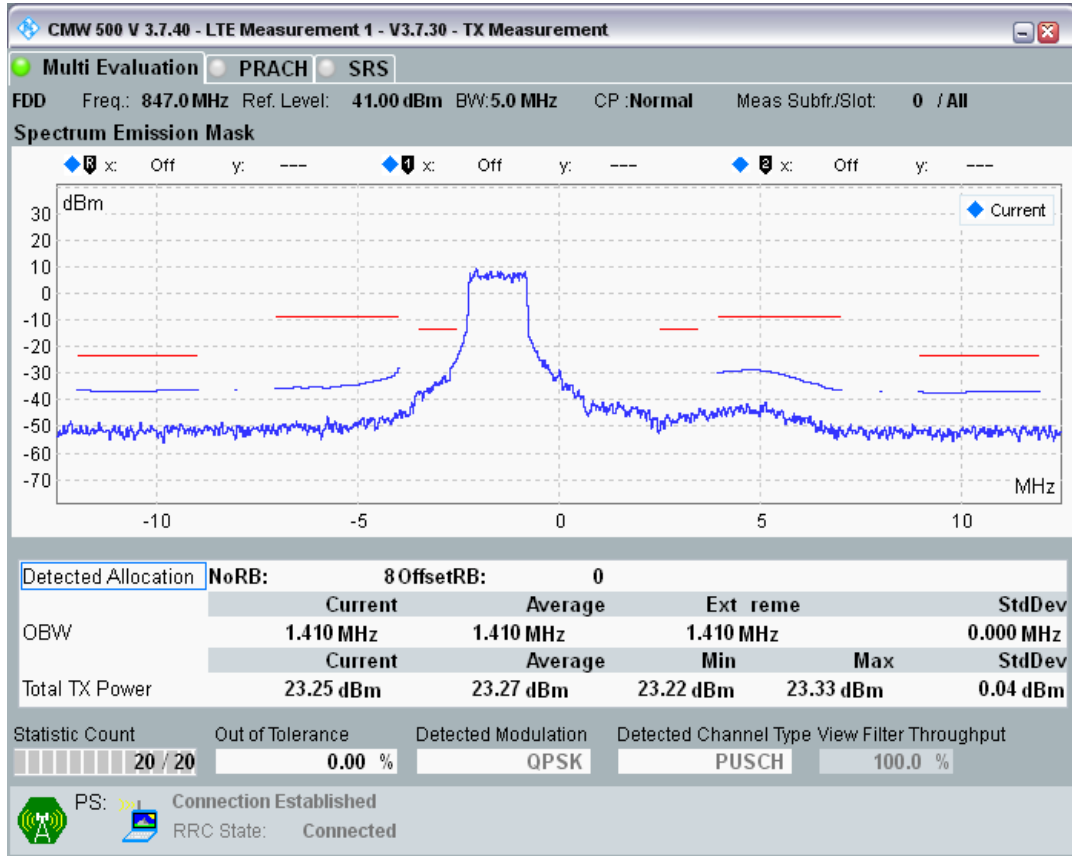 CMW 500 V 3.7.40 - LTE Measurement 1 - V3.7.30 - TX Measurement
Multi Evaluation PRACH SRS
FDD Freq.: 847.0 MHz Ref. Level: 41.00 dBm BW:5.0 MHz CP :Normal Meas Subfr./Slot: 0 / All
Spectrum Emission Mask
R x: Off y: --- 1 x: Off y: --- 2 x: Off y: ---
dBm
Current
30
20
10
0
-10
-20
-30
-40
-50
-60
-70
MHz
-10 -5 0 5 10
Detected Allocation NoRB: 8 OffsetRB: 0
Current Average Ext reme StdDev
OBW 1.410 MHz 1.410 MHz 1.410 MHz 0.000 MHz
Current Average Min Max StdDev
Total TX Power 23.25 dBm 23.27 dBm 23.22 dBm 23.33 dBm 0.04 dBm
Statistic Count Out of Tolerance Detected Modulation Detected Channel Type View Filter Throughput
20 / 20 0.00 % QPSK PUSCH 100.0 %
PS: Connection Established
RRC State: Connected